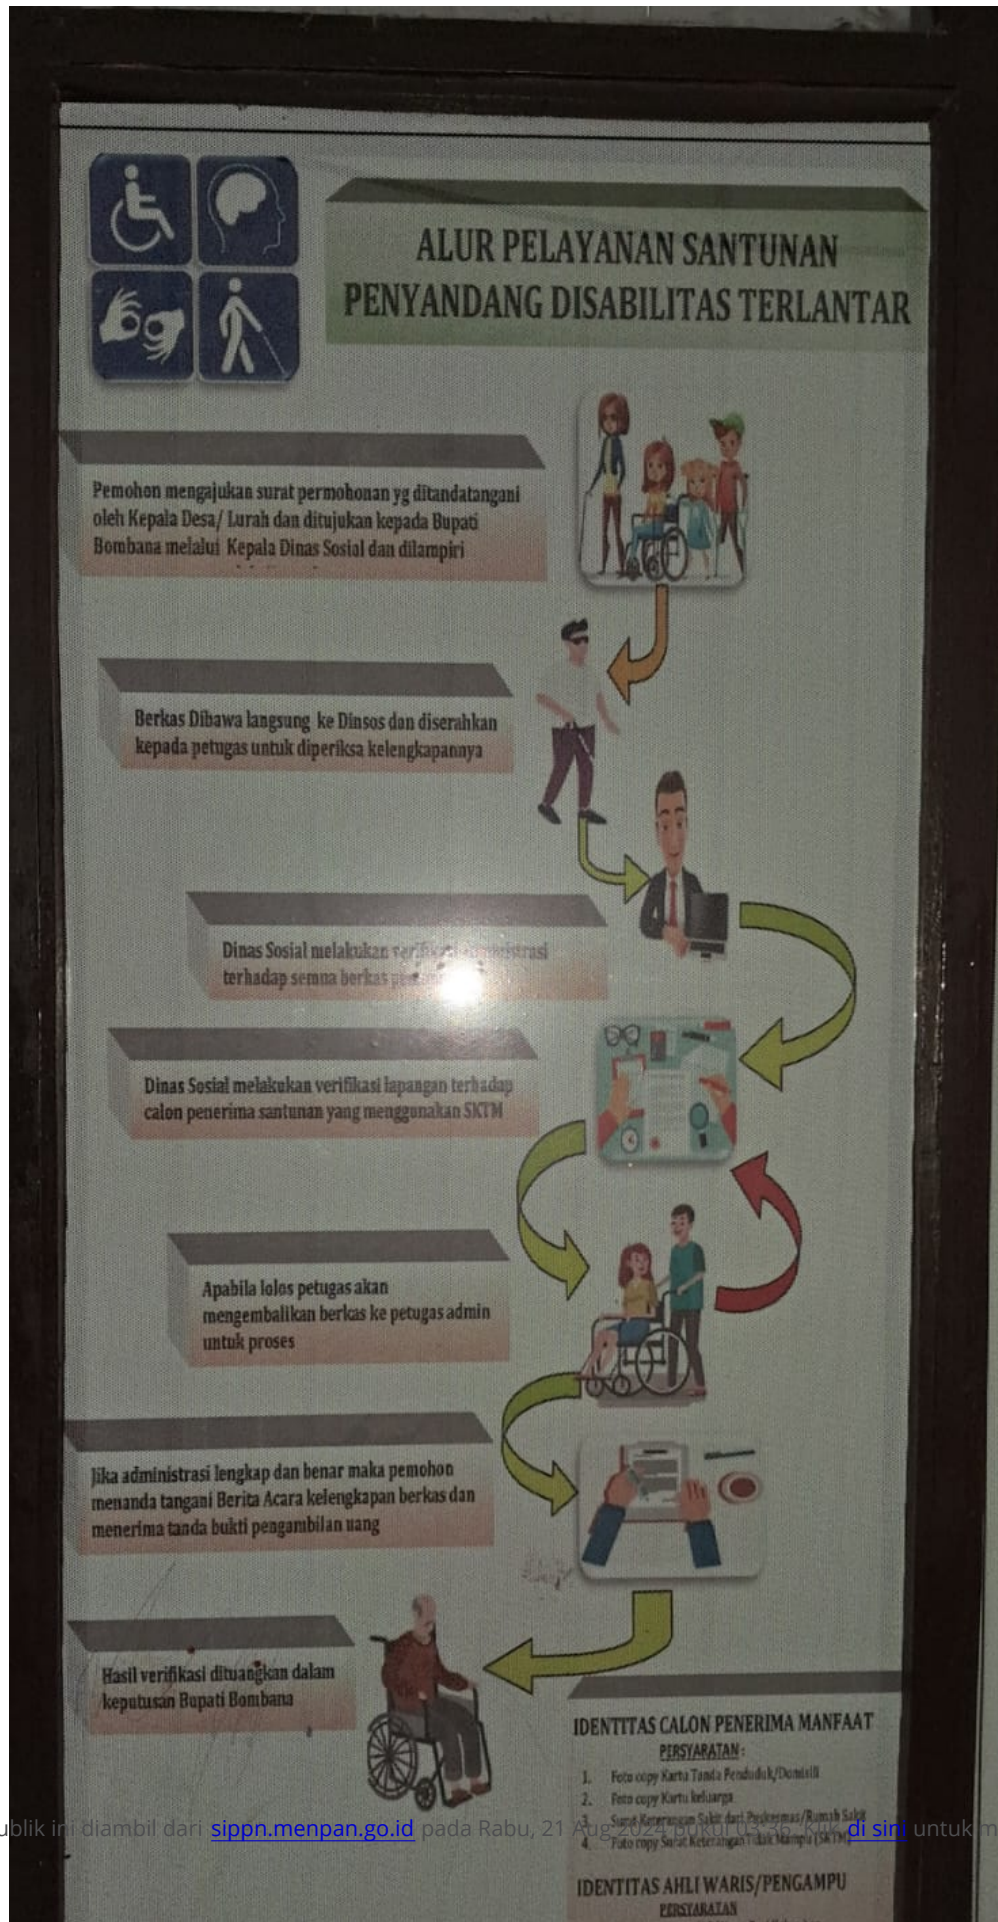 ALUR PELAYANAN SANTUNAN
PENYANDANG DISABILITAS TERLANTAR
Pemohon mengajukan surat permohonan yg ditandatangani
oleh Kepala Desa/ Lurah dan ditujukan kepada Bupati
Bombana melalui Kepala Dinas Sosial dan dilampiri
Berkas Dibawa langsung ke Dinsos dan diserahkan
kepada petugas untuk diperiksa kelengkapannya
Dinas Sosial melakukan verifikasi administrasi
terhadap semua berkas
Dinas Sosial melakukan verifikasi lapangan terhadap
calon penerima santunan yang menggunakan SKTM
Apabila lolos petugas akan
mengembalikan berkas ke petugas admin
untuk proses
Jika administrasi lengkap dan benar maka pemohon
menanda tangani Berita Acara kelengkapan berkas dan
menerima tanda bukti pengambilan uang
Hasil verifikasi dituangkan dalam
keputusan Bupati Bombana
IDENTITAS CALON PENERIMA MANFAAT
PERSYARATAN :
1. Foto copy Kartu Tanda Penduduk/Domisili
2. Foto copy Kartu keluarga
3. Surat Keterangan Sakit dari Puskesmas/Rumah Sakit
ublik ini diambil dari sippn.menpan.go.id pada Rabu, 21 Aug 2024 pukul 03:36. Klik di sini untuk m
4. Foto copy Surat Keterangan Tidak Mampu (SKTM)
IDENTITAS AHLI WARIS/PENGAMPU
PERSYARATAN